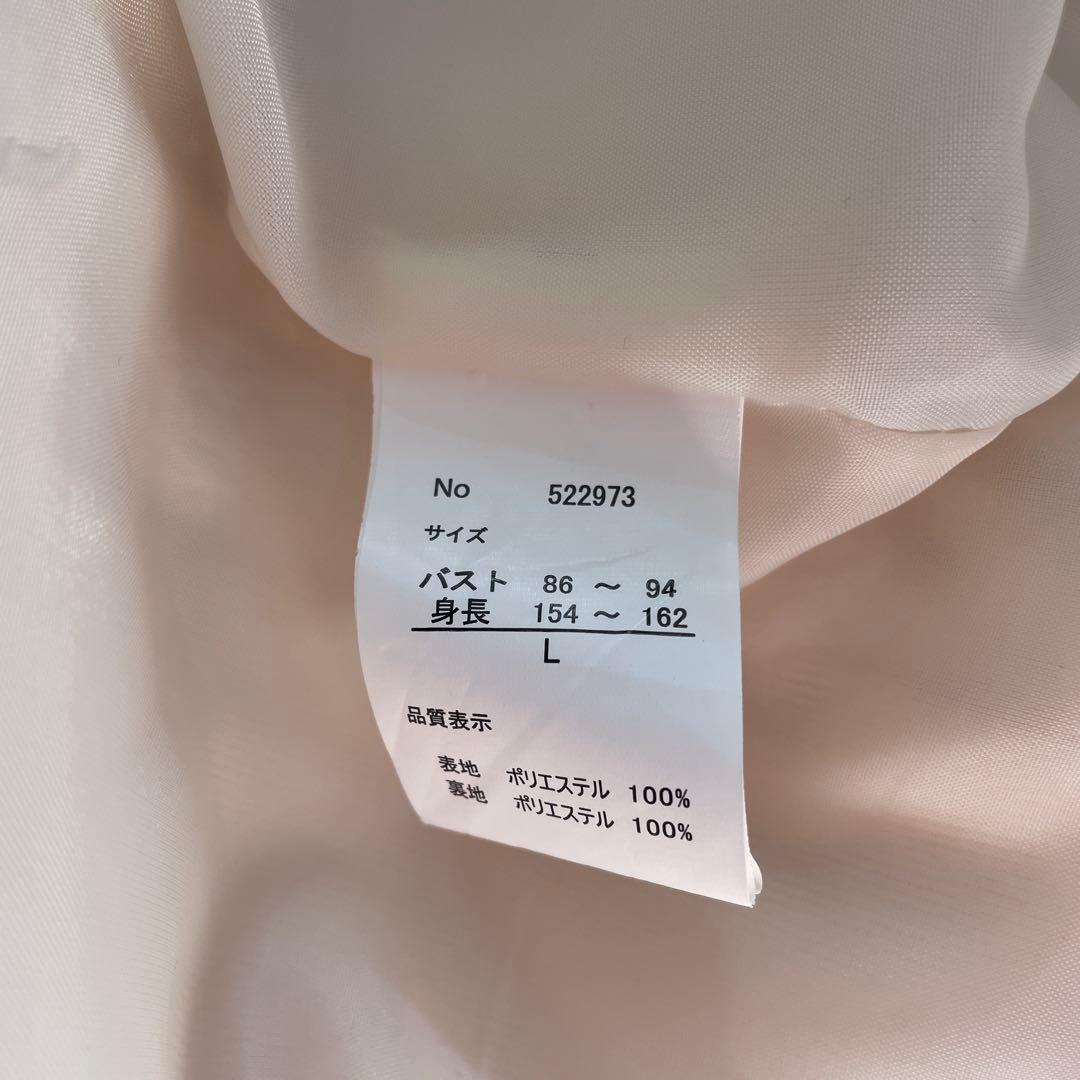 No 522973
サイズ
バスト 86 ～ 94
身長 154 ～ 162
L
品質表示
表地 ポリエステル 100%
裏地 ポリエステル 100%